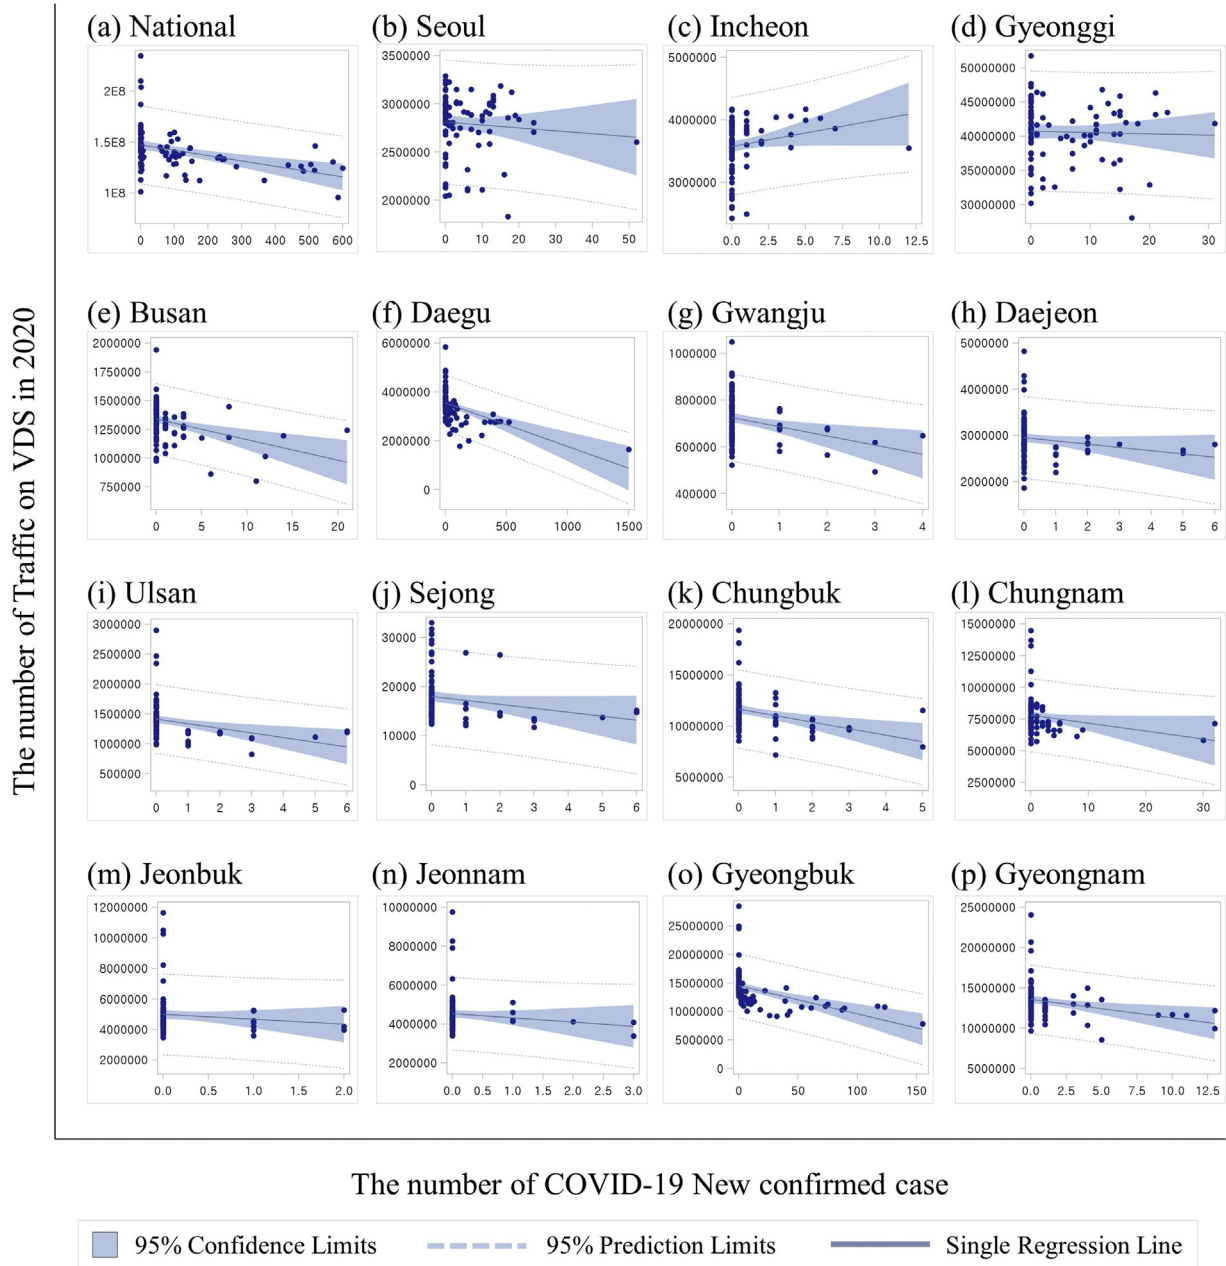 (a) National
(b) Seoul
(c) Incheon
(d) Gyeonggi
2E8
1.5E8
1E8
0 100 200 300 400 500 600
3500000
3000000
2500000
2000000
0 10 20 30 40 50
5000000
4000000
3000000
0.0 2.5 5.0 7.5 10.0 12.5
50000000
45000000
40000000
35000000
30000000
0 10 20 30
(e) Busan
(f) Daegu
(g) Gwangju
(h) Daejeon
2000000
1750000
1500000
1250000
1000000
750000
0 5 10 15 20
6000000
4000000
2000000
0
0 500 1000 1500
1000000
800000
600000
400000
0 1 2 3 4
5000000
4000000
3000000
2000000
0 1 2 3 4 5 6
The number of Traffic on VDS in 2020
(i) Ulsan
(j) Sejong
(k) Chungbuk
(l) Chungnam
3000000
2500000
2000000
1500000
1000000
500000
0 1 2 3 4 5 6
30000
20000
10000
0
0 1 2 3 4 5 6
20000000
15000000
10000000
5000000
0 1 2 3 4 5
15000000
12500000
10000000
7500000
5000000
2500000
0 10 20 30
(m) Jeonbuk
(n) Jeonnam
(o) Gyeongbuk
(p) Gyeongnam
12000000
10000000
8000000
6000000
4000000
2000000
0.0 0.5 1.0 1.5 2.0
10000000
8000000
6000000
4000000
2000000
0.0 0.5 1.0 1.5 2.0 2.5 3.0
25000000
20000000
15000000
10000000
5000000
0
0 50 100 150
25000000
20000000
15000000
10000000
5000000
0.0 2.5 5.0 7.5 10.0 12.5
The number of COVID-19 New confirmed case
95% Confidence Limits
95% Prediction Limits
Single Regression Line